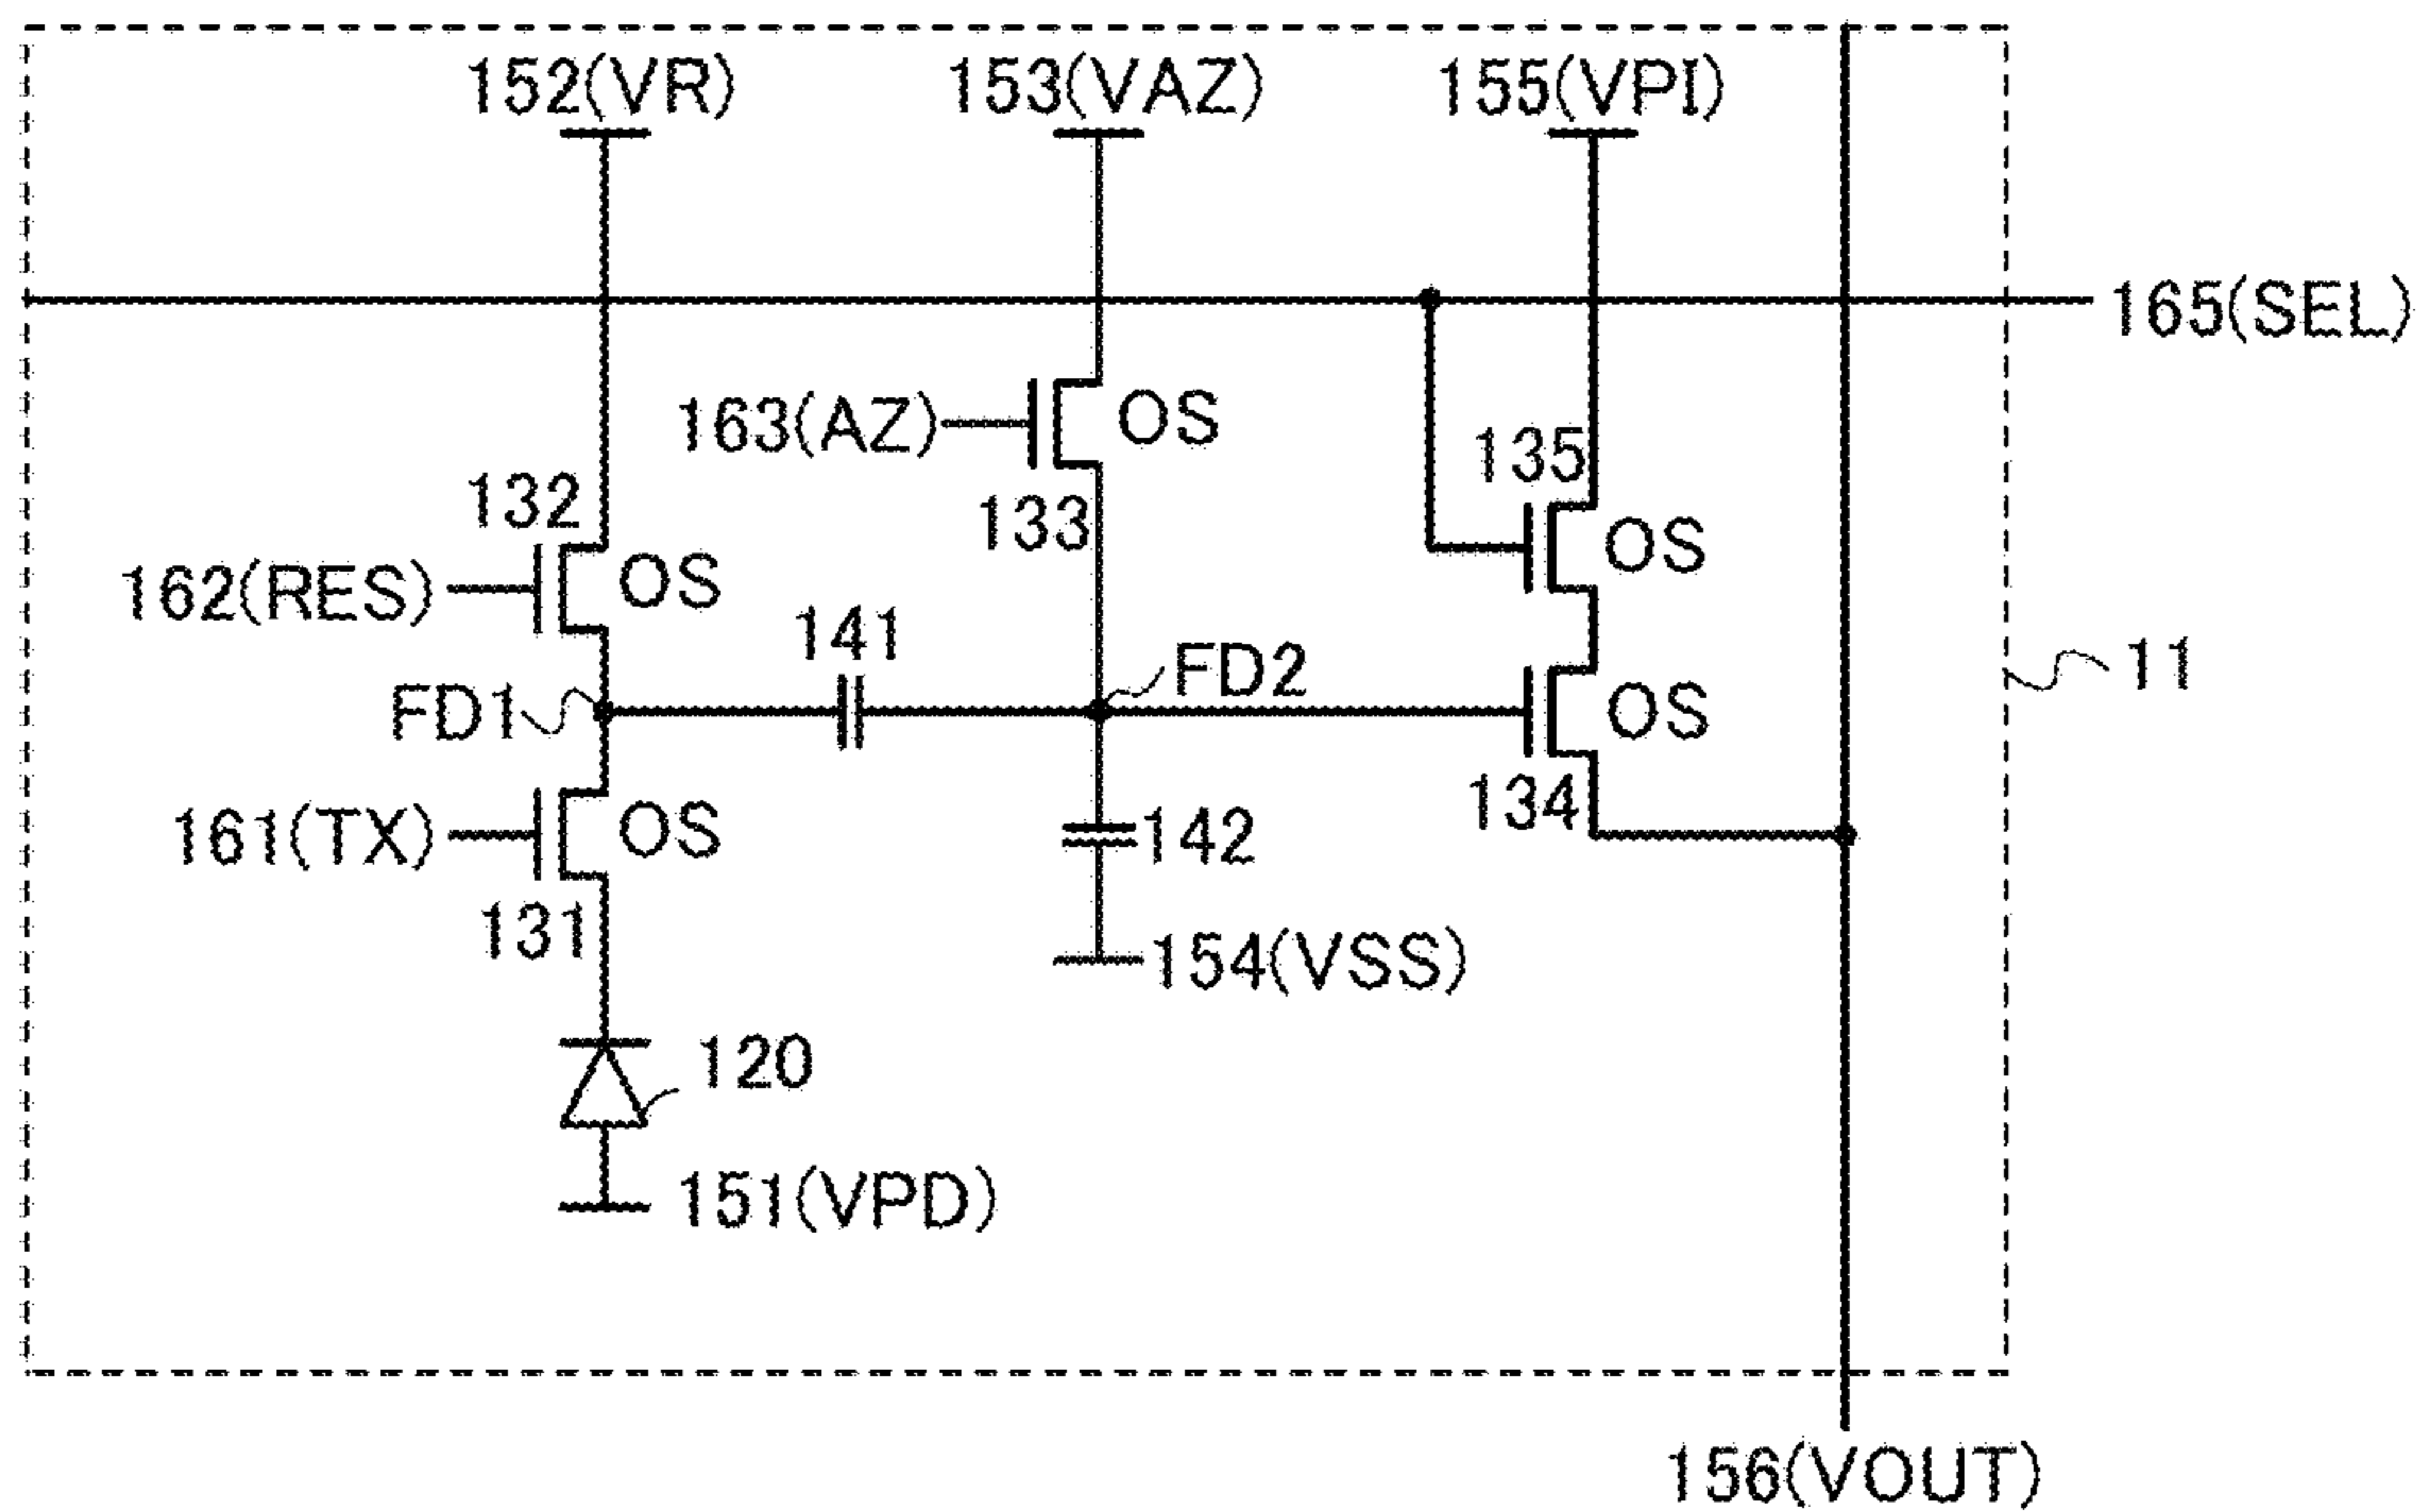 152(VR)
153(VAZ)
155(VPI)
165(SEL)
163(AZ)
OS
135
132
133
OS
162(RES)
OS
141
FD2
11
FD1
OS
134
161(TX)
OS
142
131
154(VSS)
120
151(VPD)
156(VOUT)